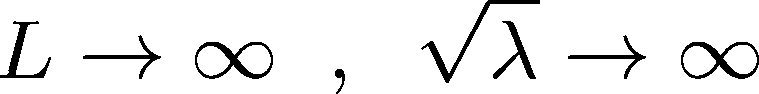 L → ∞ , √λ → ∞